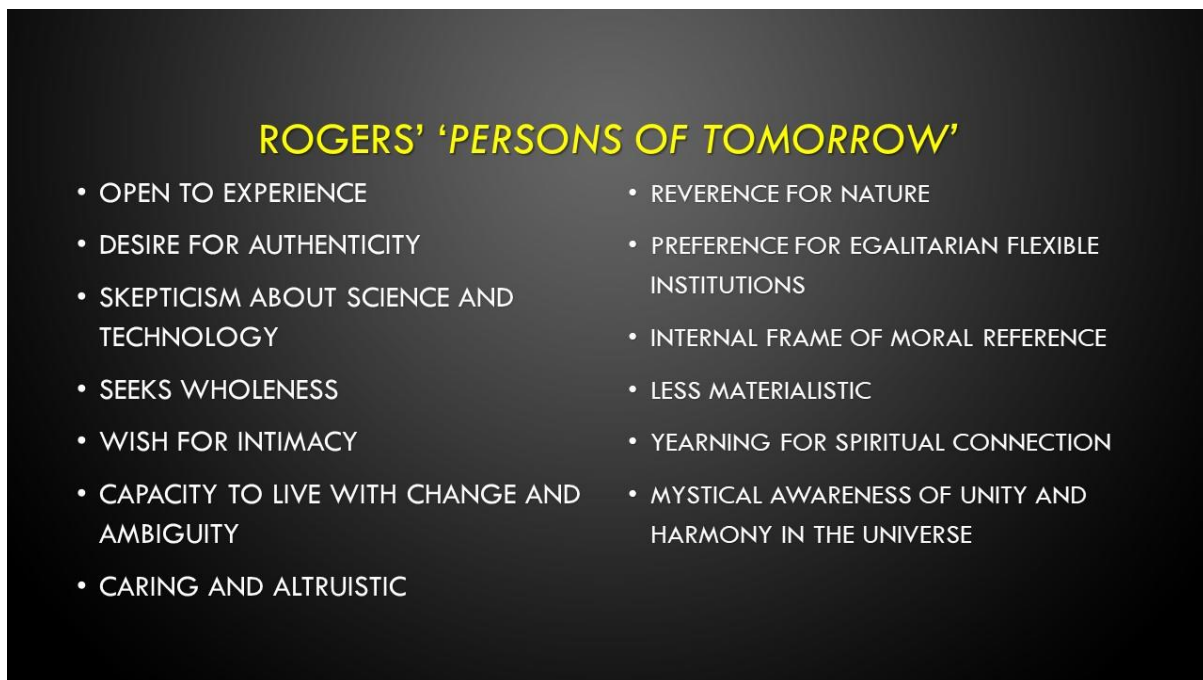 ROGERS’ ‘PERSONS OF TOMORROW’
• OPEN TO EXPERIENCE
• DESIRE FOR AUTHENTICITY
• SKEPTICISM ABOUT SCIENCE AND
TECHNOLOGY
• SEEKS WHOLENESS
• WISH FOR INTIMACY
• CAPACITY TO LIVE WITH CHANGE AND
AMBIGUITY
• CARING AND ALTRUISTIC
• REVERENCE FOR NATURE
• PREFERENCE FOR EGALITARIAN FLEXIBLE
INSTITUTIONS
• INTERNAL FRAME OF MORAL REFERENCE
• LESS MATERIALISTIC
• YEARNING FOR SPIRITUAL CONNECTION
• MYSTICAL AWARENESS OF UNITY AND
HARMONY IN THE UNIVERSE